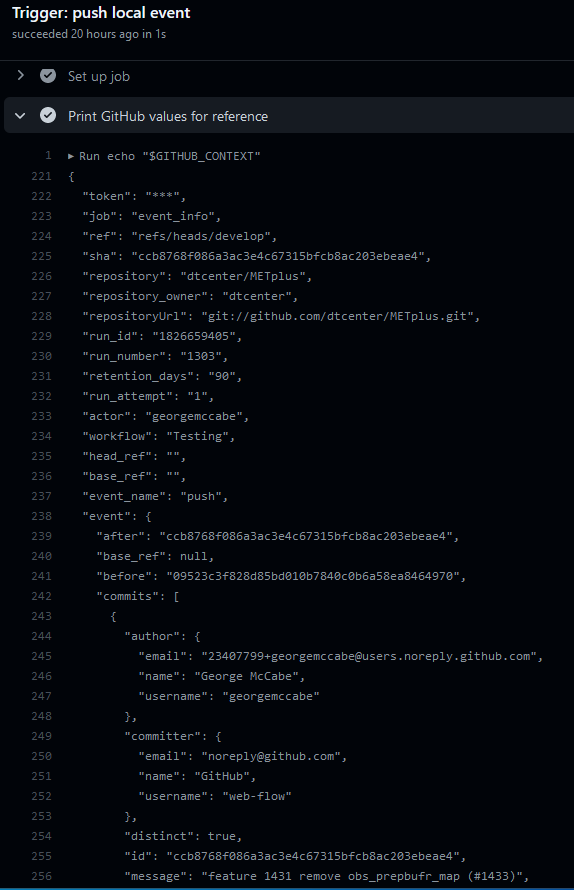 Trigger: push local event
succeeded 20 hours ago in 1s
Set up job
Print GitHub values for reference
1 ▸ Run echo "$GITHUB_CONTEXT"
221 {
222 "token": "***",
223 "job": "event_info",
224 "ref": "refs/heads/develop",
225 "sha": "ccb8768f086a3ac3e4c67315bfcb8ac203ebeae4",
226 "repository": "dtcenter/METplus",
227 "repository_owner": "dtcenter",
228 "repositoryUrl": "git://github.com/dtcenter/METplus.git",
229 "run_id": "1826659405",
230 "run_number": "1303",
231 "retention_days": "90",
232 "run_attempt": "1",
233 "actor": "georgemccabe",
234 "workflow": "Testing",
235 "head_ref": "",
236 "base_ref": "",
237 "event_name": "push",
238 "event": {
239 "after": "ccb8768f086a3ac3e4c67315bfcb8ac203ebeae4",
240 "base_ref": null,
241 "before": "09523c3f828d85bd010b7840c0b6a58ea8464970",
242 "commits": [
243 {
244 "author": {
245 "email": "23407799+georgemccabe@users.noreply.github.com",
246 "name": "George McCabe",
247 "username": "georgemccabe"
248 },
249 "committer": {
250 "email": "noreply@github.com",
251 "name": "GitHub",
252 "username": "web-flow"
253 },
254 "distinct": true,
255 "id": "ccb8768f086a3ac3e4c67315bfcb8ac203ebeae4",
256 "message": "feature 1431 remove obs_prepbufr_map (#1433)",